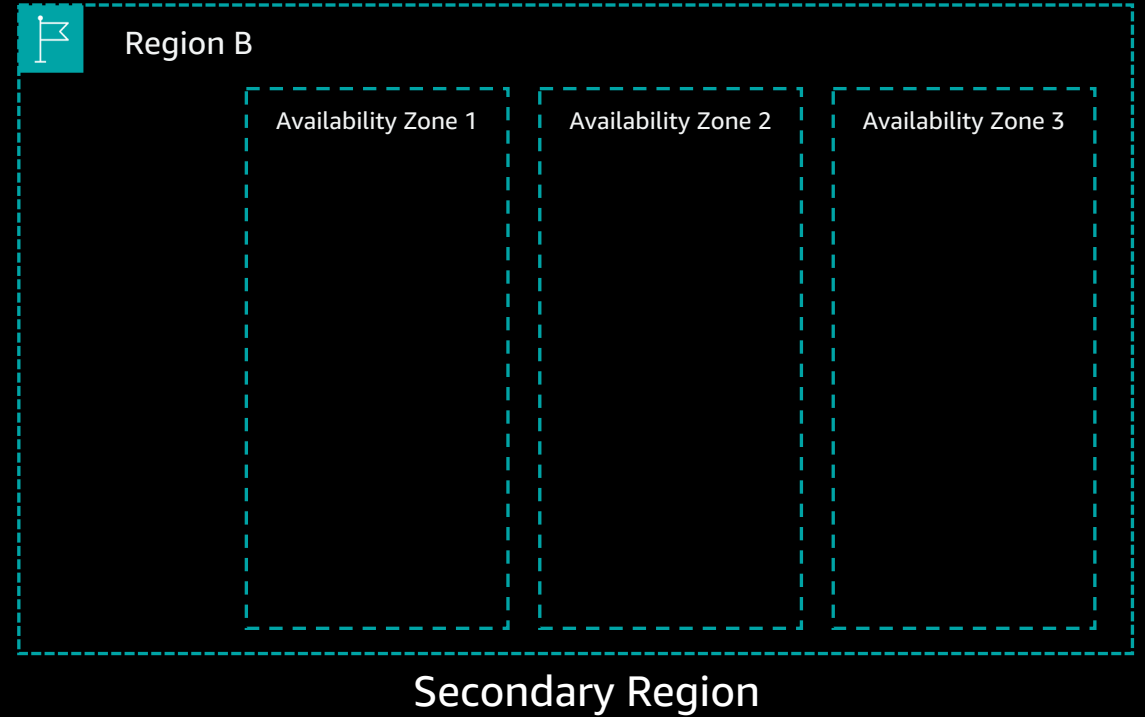 Region B
Availability Zone 1
Availability Zone 2
Availability Zone 3
Secondary Region